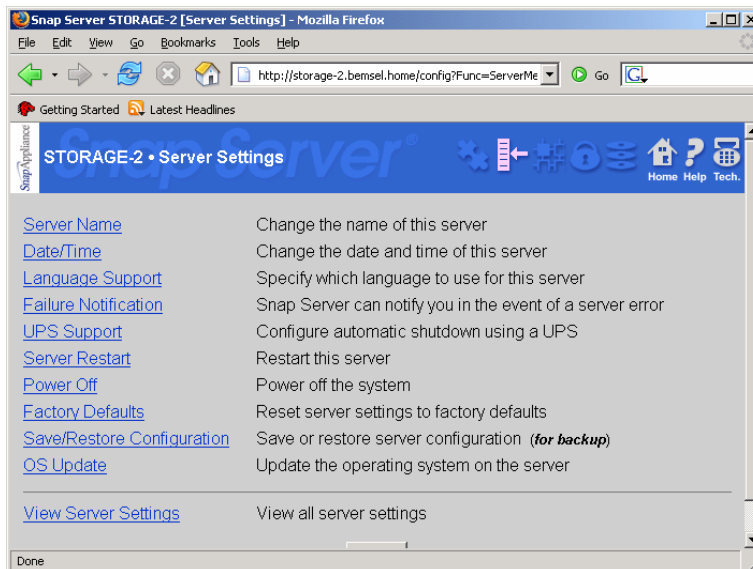 Snap Server STORAGE-2 [Server Settings] - Mozilla Firefox
File Edit View Go Bookmarks Tools Help
http://storage-2.bemsel.home/config?Func=ServerMe Go G
Getting Started Latest Headlines
SnapAppliance
Snap Server®
STORAGE-2 • Server Settings
Home Help Tech.
Server Name Change the name of this server
Date/Time Change the date and time of this server
Language Support Specify which language to use for this server
Failure Notification Snap Server can notify you in the event of a server error
UPS Support Configure automatic shutdown using a UPS
Server Restart Restart this server
Power Off Power off the system
Factory Defaults Reset server settings to factory defaults
Save/Restore Configuration Save or restore server configuration (for backup)
OS Update Update the operating system on the server
View Server Settings View all server settings
Done